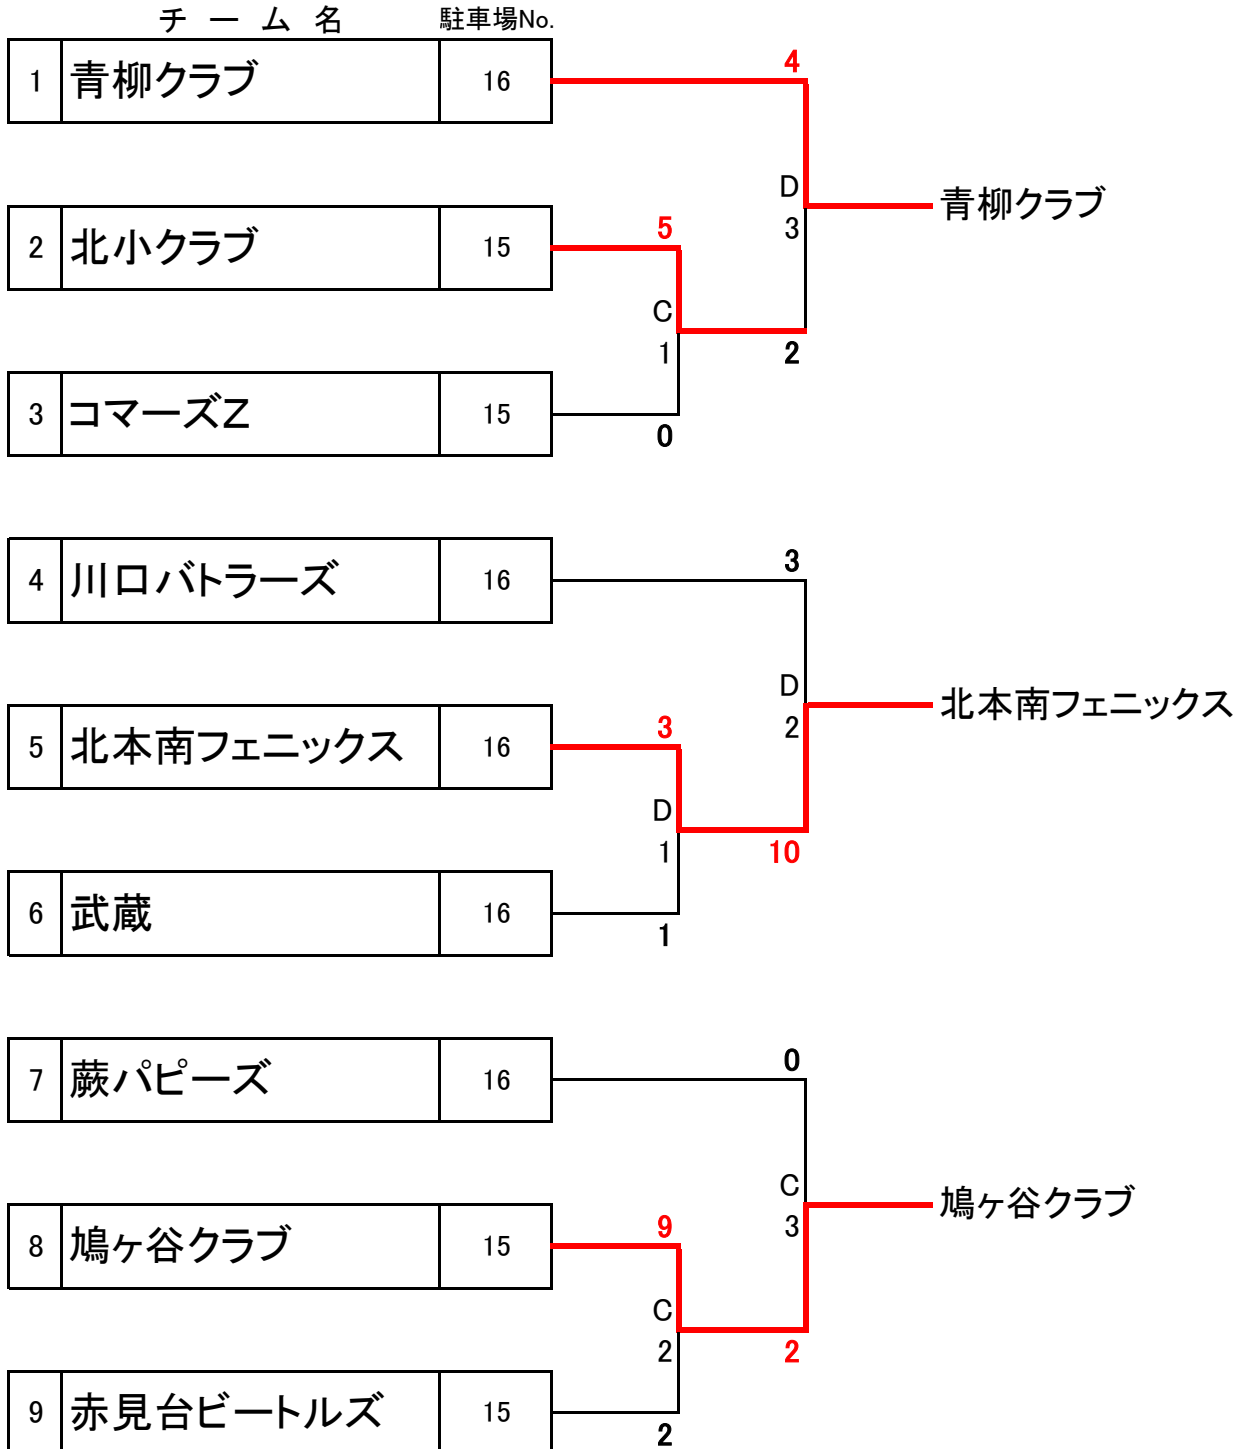 チーム名 駐車場No.
1 青柳クラブ 16
4
D
3
青柳クラブ
2 北小クラブ 15
5
C
1
2
3 コマーズZ 15
0
4 川口バトラーズ 16
3
D
2
北本南フェニックス
5 北本南フェニックス 16
3
D
1
10
6 武蔵 16
1
7 蕨パピーズ 16
0
C
3
鳩ヶ谷クラブ
8 鳩ヶ谷クラブ 15
9
C
2
2
9 赤見台ビートルズ 15
2